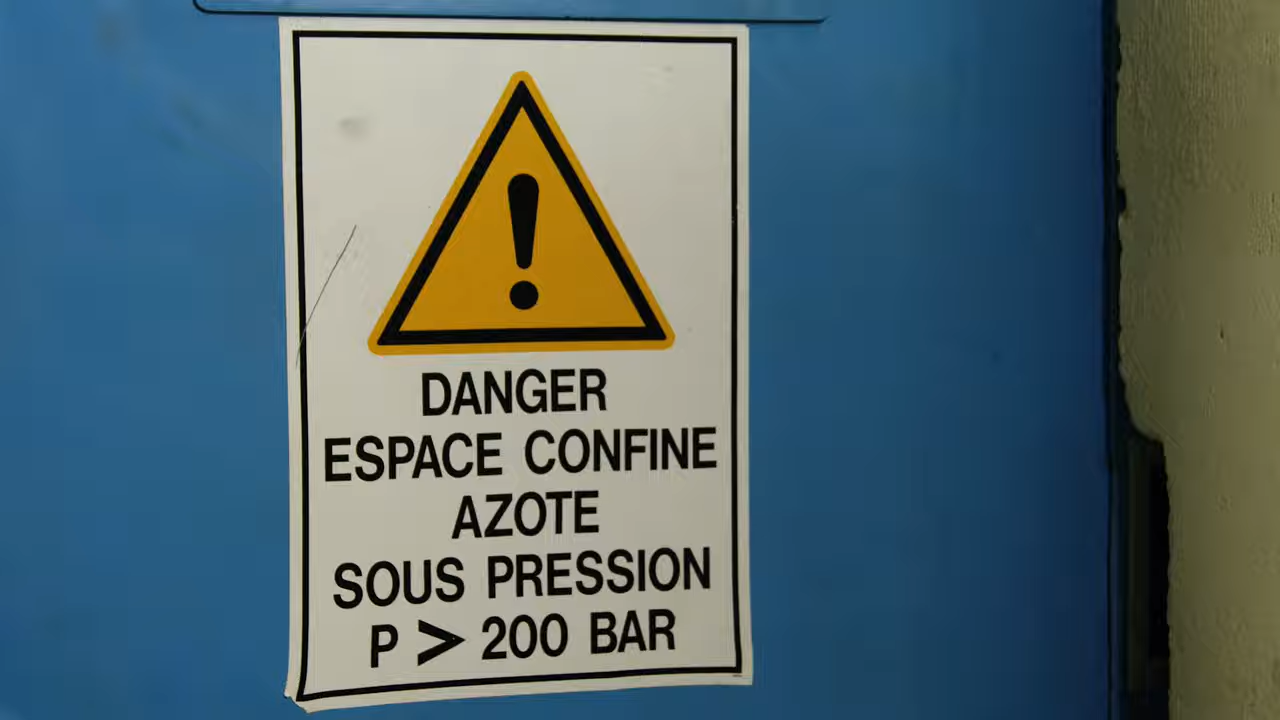 DANGER
ESPACE CONFINE
AZOTE
SOUS PRESSION
P > 200 BAR